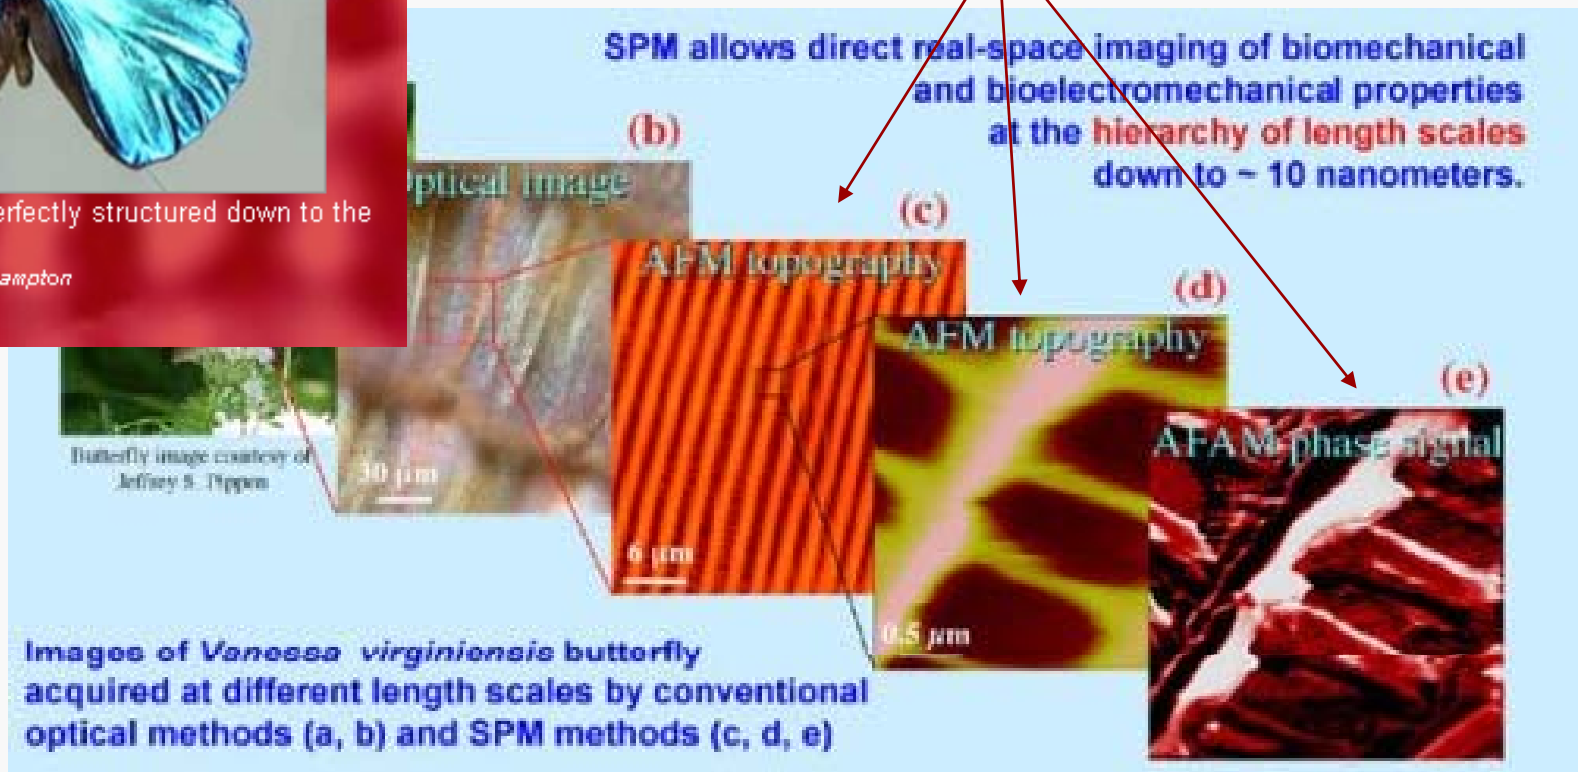 SPM allows direct real-space imaging of biomechanical
and bioelectromechanical properties
at the hierarchy of length scales
down to ~ 10 nanometers.
(b)
ptical image
30 μm
(c)
AFM topography
6 μm
(d)
AFM topography
0.5 μm
(e)
AFAM phase signal
erfectly structured down to the
ampton
Butterfly image courtesy of
Jeffrey S. Pippen
Images of Vanessa virginiensis butterfly
acquired at different length scales by conventional
optical methods (a, b) and SPM methods (c, d, e)